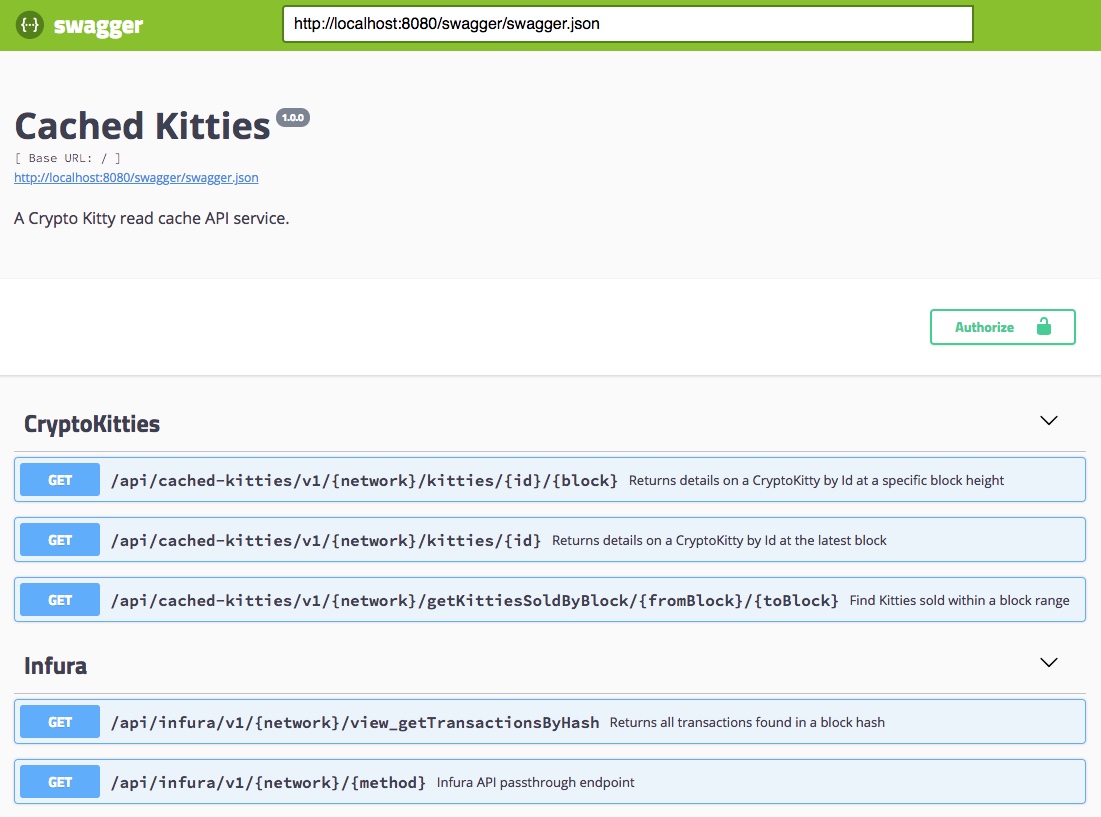 swagger
http://localhost:8080/swagger/swagger.json
Cached Kitties 1.0.0
[ Base URL: / ]
http://localhost:8080/swagger/swagger.json
A Crypto Kitty read cache API service.
Authorize
CryptoKitties
GET /api/cached-kitties/v1/{network}/kitties/{id}/{block} Returns details on a CryptoKitty by Id at a specific block height
GET /api/cached-kitties/v1/{network}/kitties/{id} Returns details on a CryptoKitty by Id at the latest block
GET /api/cached-kitties/v1/{network}/getKittiesSoldByBlock/{fromBlock}/{toBlock} Find Kitties sold within a block range
Infura
GET /api/infura/v1/{network}/view_getTransactionsByHash Returns all transactions found in a block hash
GET /api/infura/v1/{network}/{method} Infura API passthrough endpoint